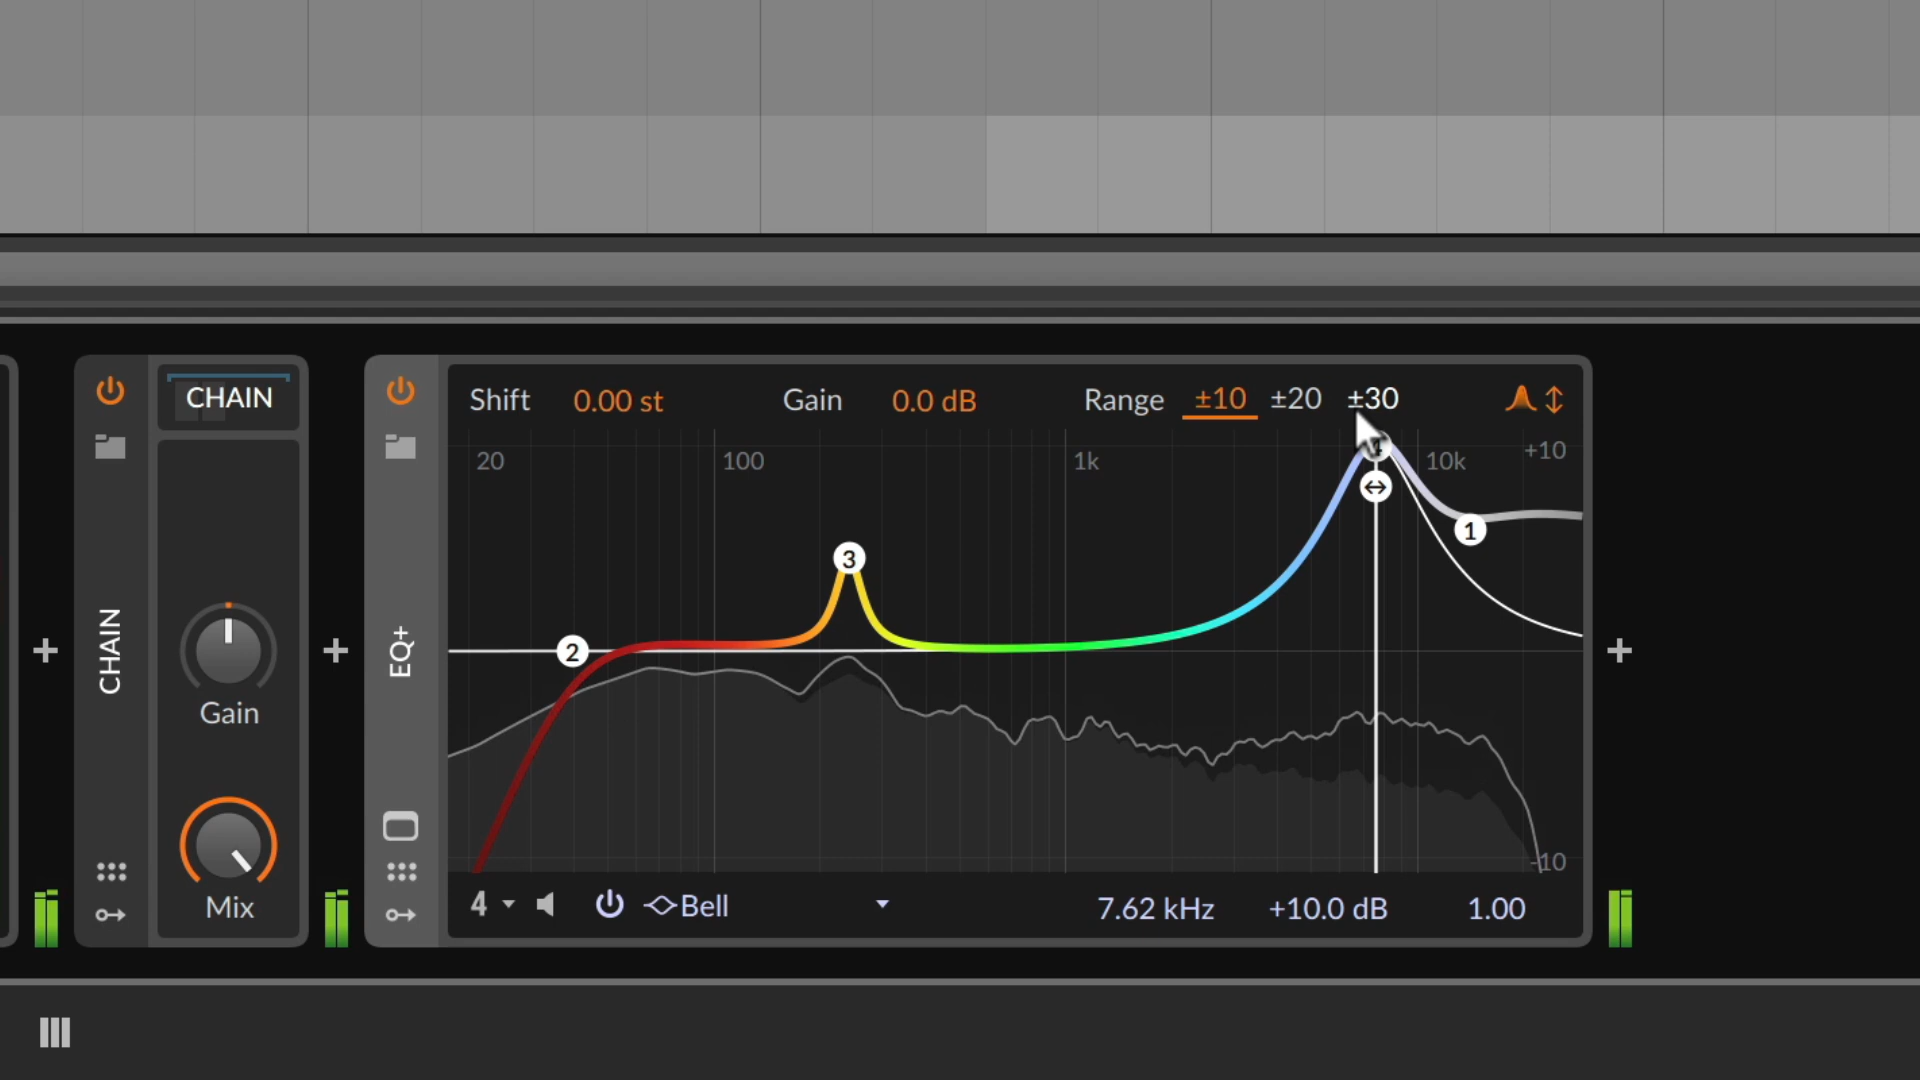 CHAIN
CHAIN
Gain
Mix
EQ+
Shift 0.00 st Gain 0.0 dB Range ±10 ±20 ±30
20 100 1k 10k +10
4
1
3
2
-10
4 Bell 7.62 kHz +10.0 dB 1.00